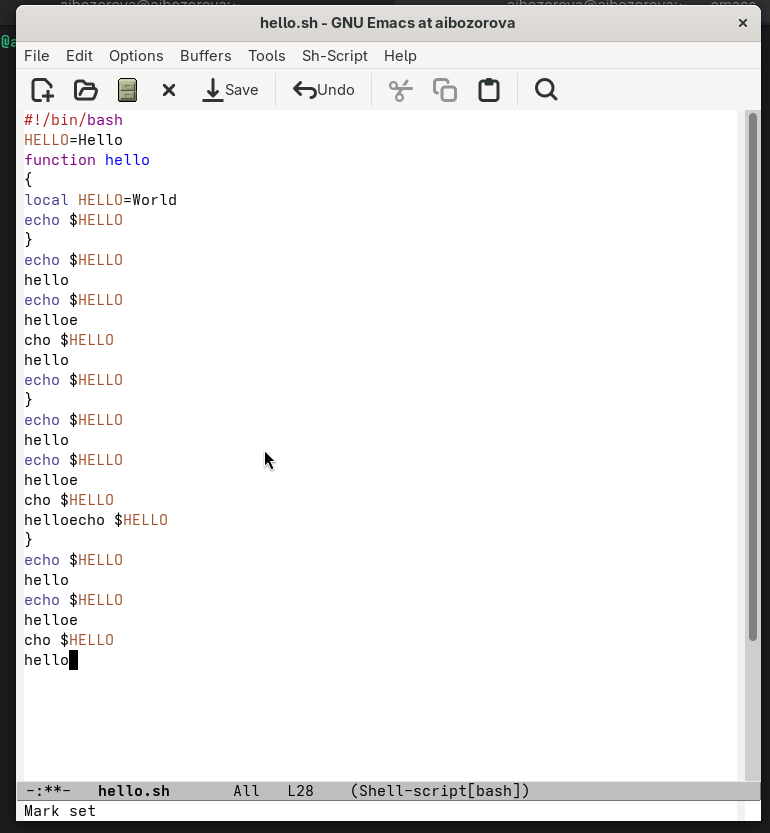 hello.sh - GNU Emacs at aibozorova
File Edit Options Buffers Tools Sh-Script Help
Save Undo
#!/bin/bash
HELLO=Hello
function hello
{
local HELLO=World
echo $HELLO
}
echo $HELLO
hello
echo $HELLO
helloe
cho $HELLO
hello
echo $HELLO
}
echo $HELLO
hello
echo $HELLO
helloe
cho $HELLO
helloecho $HELLO
}
echo $HELLO
hello
echo $HELLO
helloe
cho $HELLO
hello
-:**- hello.sh All L28 (Shell-script[bash])
Mark set